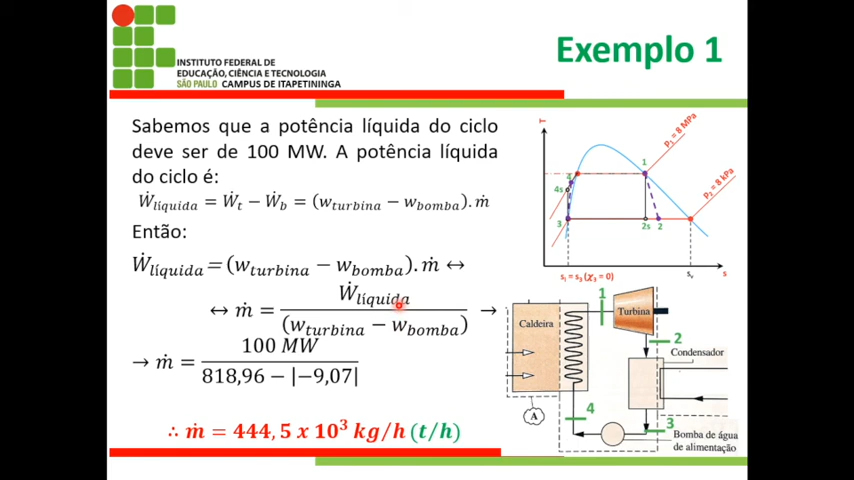 INSTITUTO FEDERAL DE
EDUCAÇÃO, CIÊNCIA E TECNOLOGIA
SÃO PAULO CAMPUS DE ITAPETININGA
Exemplo 1
Sabemos que a potência líquida do ciclo
deve ser de 100 MW. A potência líquida
do ciclo é:
Ẇlíquida = Ẇt − Ẇb = (wturbina − wbomba). ṁ
Então:
Ẇlíquida = (wturbina − wbomba). ṁ ↔
↔ ṁ = Ẇlíquida / (wturbina − wbomba) →
→ ṁ = 100 MW / 818,96 − |−9,07|
∴ ṁ = 444,5 x 10³ kg/h (t/h)
T
P₁ = 8 MPa
1
4
4s
P₂ = 8 kPa
3
2s
2
s
sl = s₃ (χ₃ = 0)
sv
1
Turbina
Caldeira
2
Condensador
4
A
3
Bomba de água
de alimentação